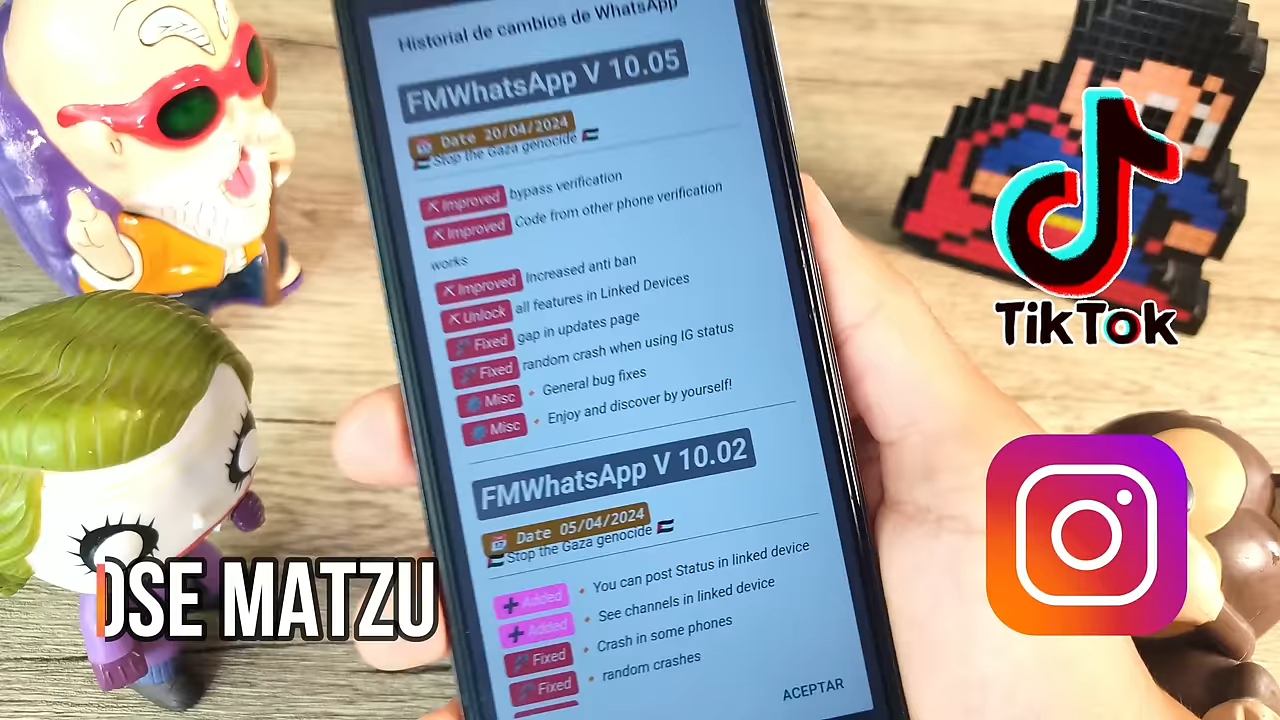 Historial de cambios de WhatsApp
FMWhatsApp V 10.05
Date 20/04/2024
Stop the Gaza genocide
Improved bypass verification
Improved Code from other phone verification
works
Improved Increased anti ban
Unlock all features in Linked Devices
Fixed gap in updates page
Fixed random crash when using IG status
Misc • General bug fixes
Misc • Enjoy and discover by yourself!
FMWhatsApp V 10.02
Date 05/04/2024
Stop the Gaza genocide
Added • You can post Status in linked device
Added • See channels in linked device
Fixed • Crash in some phones
Fixed • random crashes
ACEPTAR
TikTok
OSE MATZU